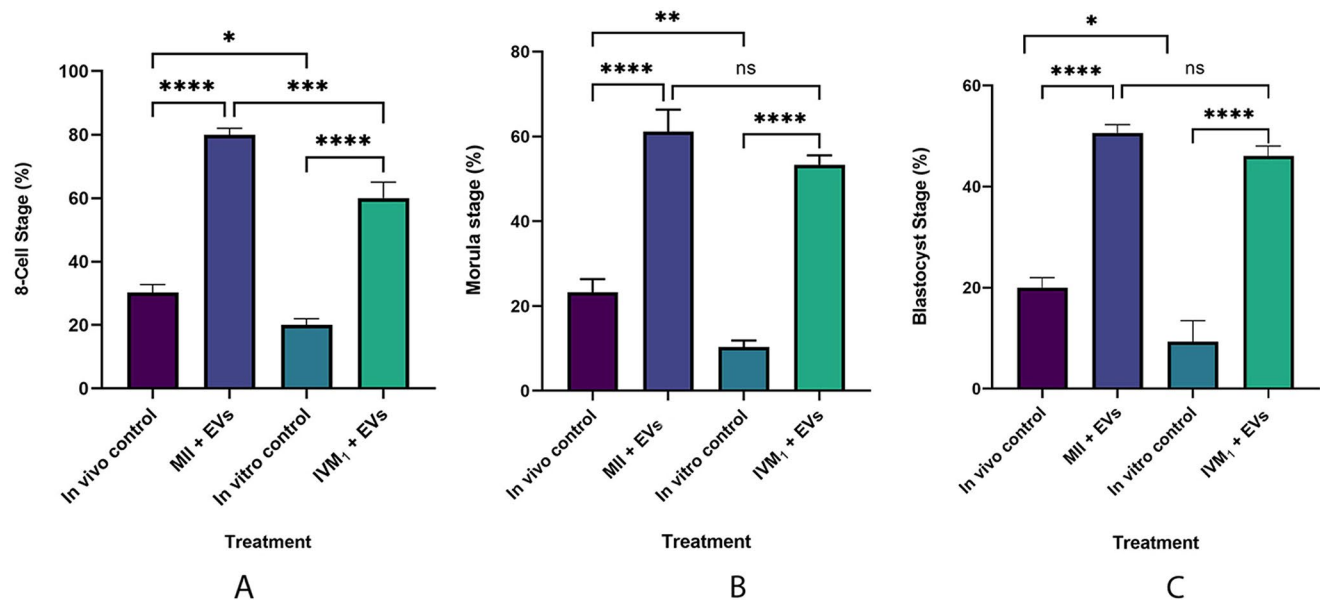 *
****
***
****
100
80
60
40
20
0
8-Cell Stage (%)
In vivo control
MII + EVs
In vitro control
IVM₁ + EVs
Treatment
A
**
****
ns
****
80
60
40
20
0
Morula stage (%)
In vivo control
MII + EVs
In vitro control
IVM₁ + EVs
Treatment
B
*
****
ns
****
60
40
20
0
Blastocyst Stage (%)
In vivo control
MII + EVs
In vitro control
IVM₁ + EVs
Treatment
C